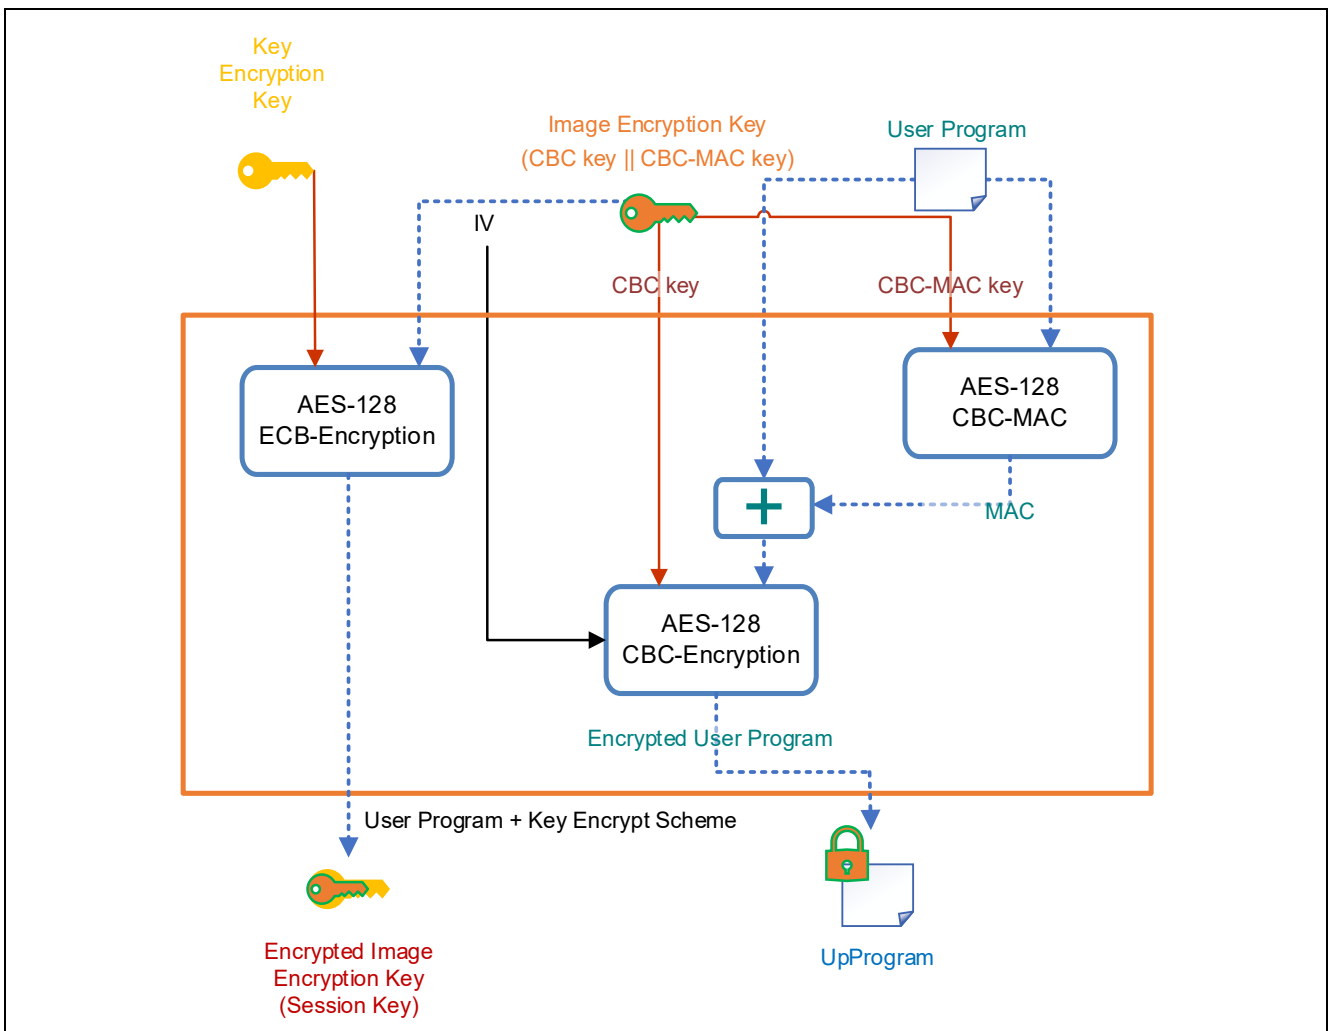 Key
Encryption
Key
Image Encryption Key
(CBC key || CBC-MAC key)
User Program
IV
CBC key
CBC-MAC key
AES-128
ECB-Encryption
AES-128
CBC-MAC
MAC
AES-128
CBC-Encryption
Encrypted User Program
User Program + Key Encrypt Scheme
Encrypted Image
Encryption Key
(Session Key)
UpProgram